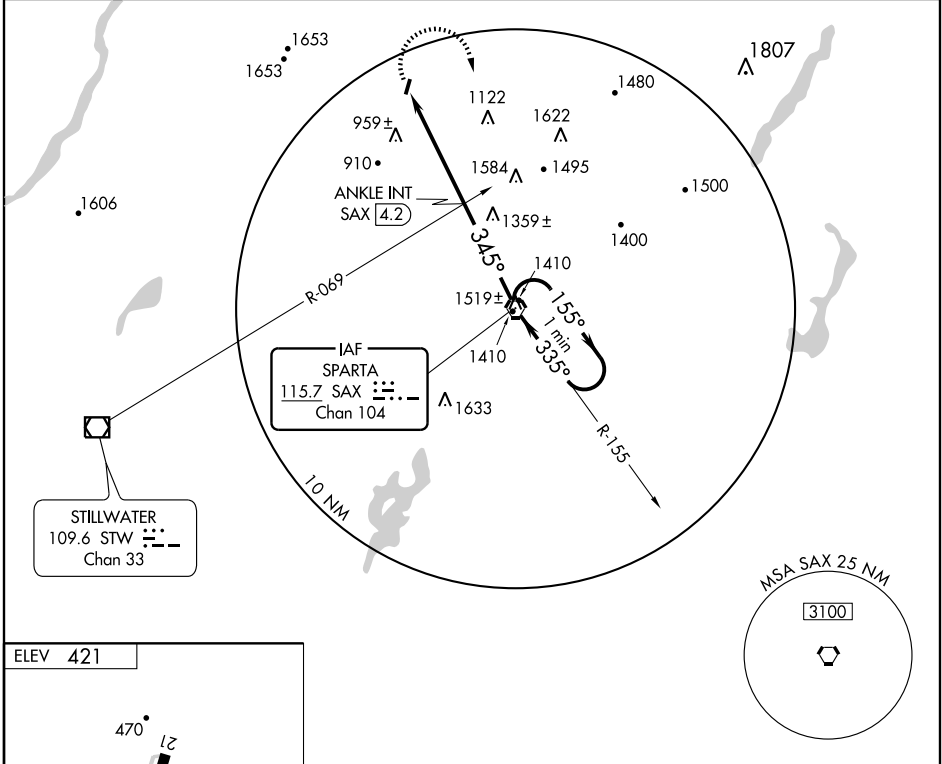 1653
1653
1807
1480
1122
1622
959±
910
1584
1495
ANKLE INT
SAX 4.2
1500
1606
1359±
1400
345°
R-069
1410
1519±
155°
1 min
335°
1410
IAF
SPARTA
115.7 SAX
Chan 104
1633
R-155
10 NM
STILLWATER
109.6 STW
Chan 33
MSA SAX 25 NM
3100
ELEV 421
470
21